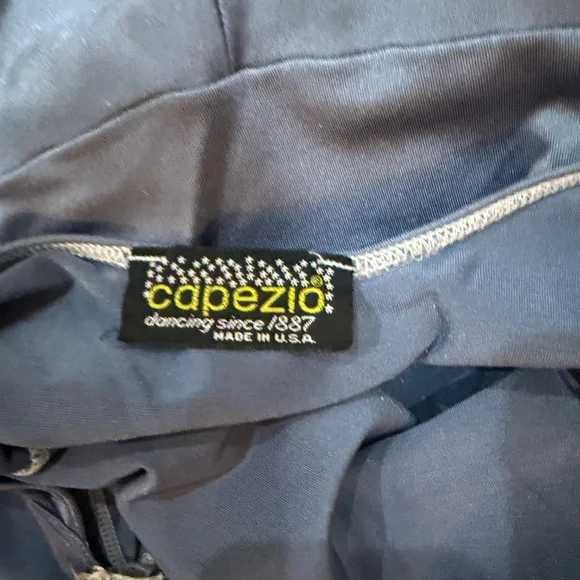 capezio®
dancing since 1887
MADE IN U.S.A.